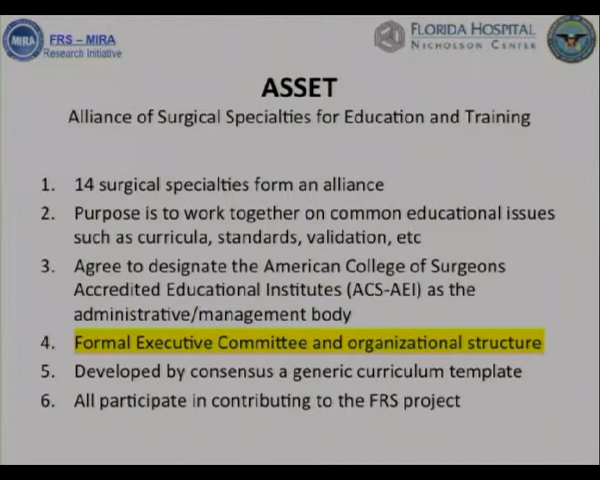 MIRA
FRS – MIRA
Research Initiative
FLORIDA HOSPITAL
NICHOLSON CENTER
ASSET
Alliance of Surgical Specialties for Education and Training
1. 14 surgical specialties form an alliance
2. Purpose is to work together on common educational issues
such as curricula, standards, validation, etc
3. Agree to designate the American College of Surgeons
Accredited Educational Institutes (ACS-AEI) as the
administrative/management body
4. Formal Executive Committee and organizational structure
5. Developed by consensus a generic curriculum template
6. All participate in contributing to the FRS project